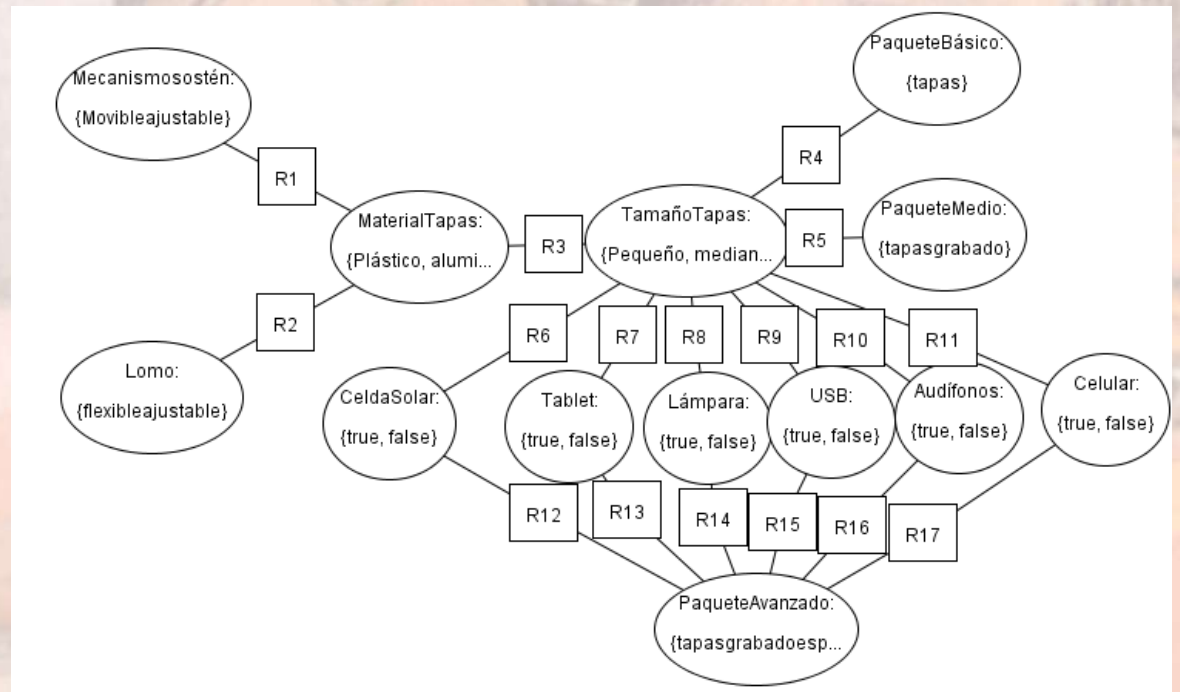 PaqueteBásico:
{tapas}
Mecanismosostén:
{Movibleajustable}
R4
R1
MaterialTapas:
{Plástico, alumi...
R3
TamañoTapas:
{Pequeño, median...
R5
PaqueteMedio:
{tapasgrabado}
R2
R6
R7
R8
R9
R10
R11
Lomo:
{flexibleajustable}
CeldaSolar:
{true, false}
Tablet:
{true, false}
Lámpara:
{true, false}
USB:
{true, false}
Audífonos:
{true, false}
Celular:
{true, false}
R12
R13
R14
R15
R16
R17
PaqueteAvanzado:
{tapasgrabadoesp...